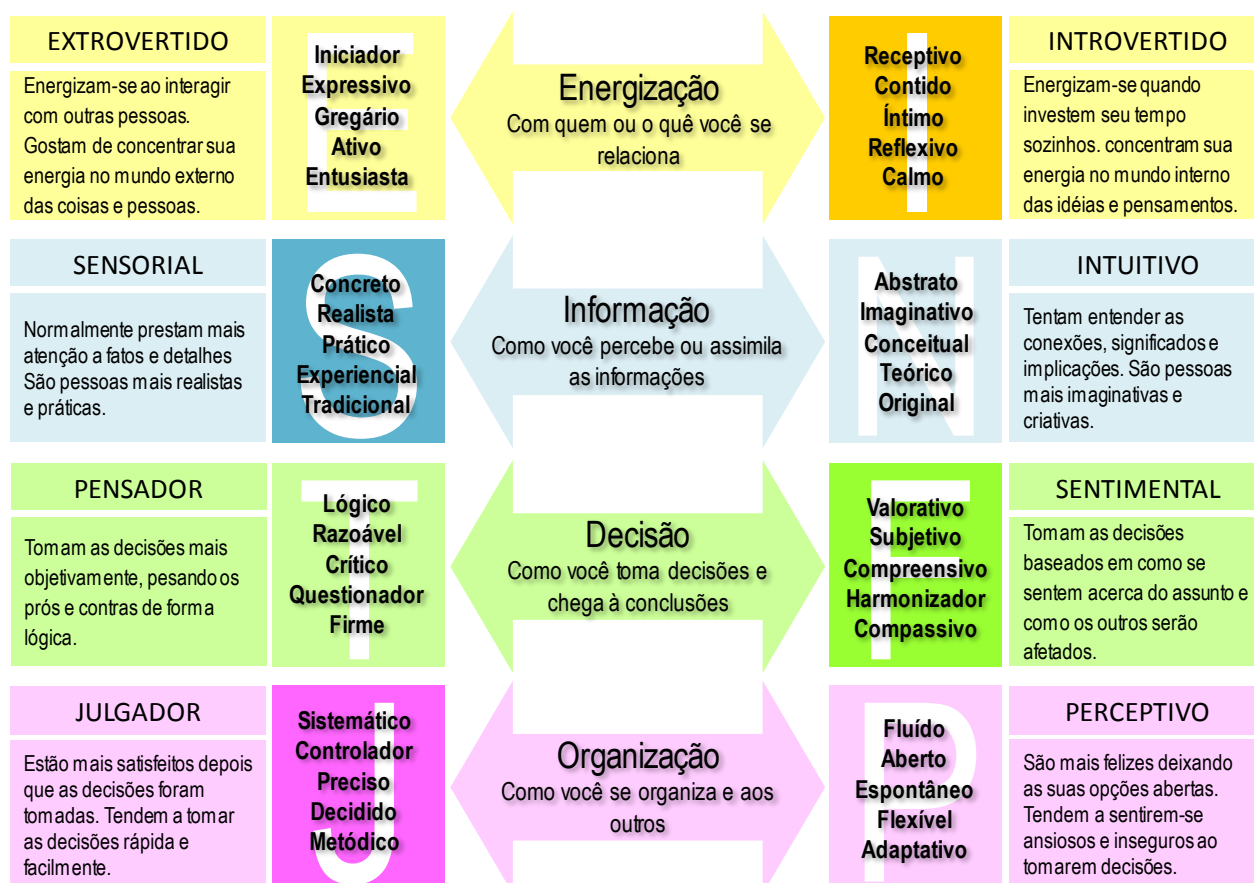 EXTROVERTIDO
Energizam-se ao interagir
com outras pessoas.
Gostam de concentrar sua
energia no mundo externo
das coisas e pessoas.
E
Iniciador
Expressivo
Gregário
Ativo
Entusiasta
Energização
Com quem ou o quê você se
relaciona
I
Receptivo
Contido
Íntimo
Reflexivo
Calmo
INTROVERTIDO
Energizam-se quando
investem seu tempo
sozinhos. concentram sua
energia no mundo interno
das idéias e pensamentos.
SENSORIAL
Normalmente prestam mais
atenção a fatos e detalhes
São pessoas mais realistas
e práticas.
S
Concreto
Realista
Prático
Experiencial
Tradicional
Informação
Como você percebe ou assimila
as informações
N
Abstrato
Imaginativo
Conceitual
Teórico
Original
INTUITIVO
Tentam entender as
conexões, significados e
implicações. São pessoas
mais imaginativas e
criativas.
PENSADOR
Tomam as decisões mais
objetivamente, pesando os
prós e contras de forma
lógica.
T
Lógico
Razoável
Crítico
Questionador
Firme
Decisão
Como você toma decisões e
chega à conclusões
F
Valorativo
Subjetivo
Compreensivo
Harmonizador
Compassivo
SENTIMENTAL
Tomam as decisões
baseados em como se
sentem acerca do assunto e
como os outros serão
afetados.
JULGADOR
Estão mais satisfeitos depois
que as decisões foram
tomadas. Tendem a tomar
as decisões rápida e
facilmente.
J
Sistemático
Controlador
Preciso
Decidido
Metódico
Organização
Como você se organiza e aos
outros
P
Fluído
Aberto
Espontâneo
Flexível
Adaptativo
PERCEPTIVO
São mais felizes deixando
as suas opções abertas.
Tendem a sentirem-se
ansiosos e inseguros ao
tomarem decisões.